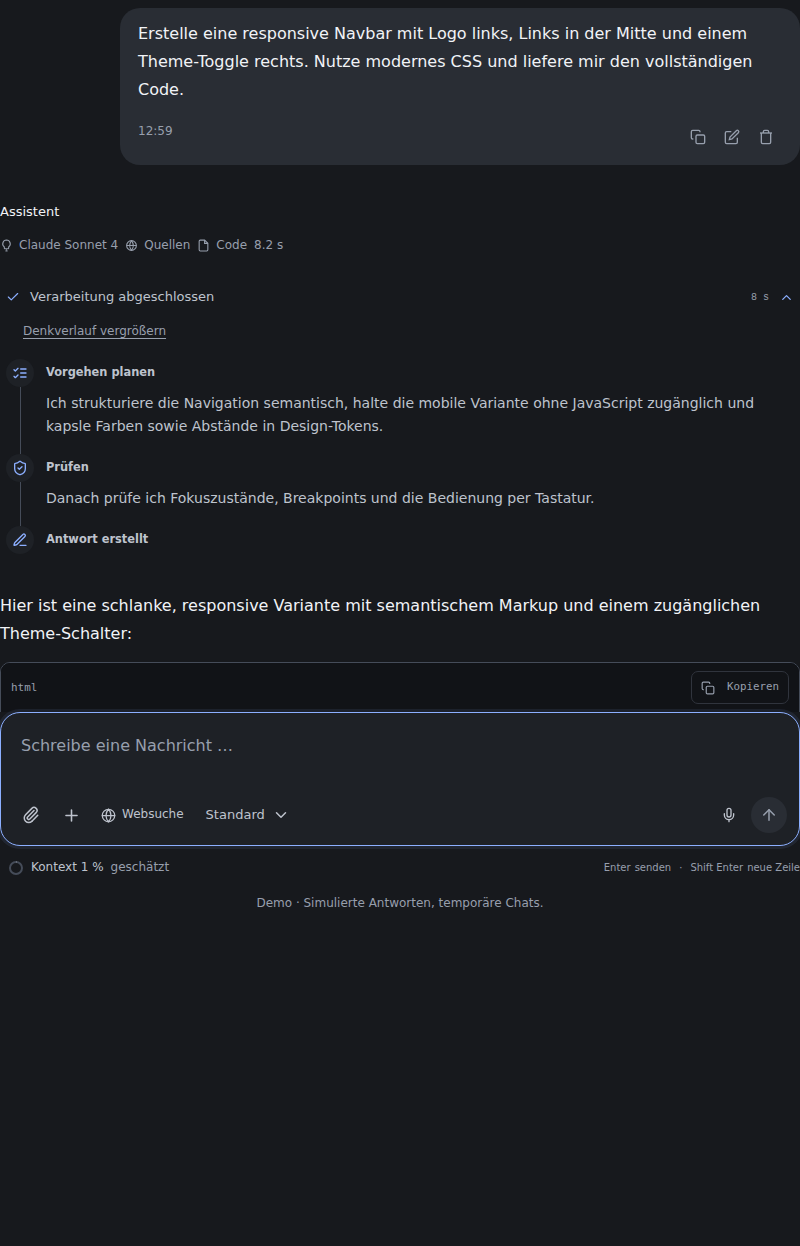 Erstelle eine responsive Navbar mit Logo links, Links in der Mitte und einem
Theme-Toggle rechts. Nutze modernes CSS und liefere mir den vollständigen
Code.
12:59
Assistent
Claude Sonnet 4 Quellen Code 8.2 s
Verarbeitung abgeschlossen 8 s
Denkverlauf vergrößern
Vorgehen planen
Ich strukturiere die Navigation semantisch, halte die mobile Variante ohne JavaScript zugänglich und
kapsle Farben sowie Abstände in Design-Tokens.
Prüfen
Danach prüfe ich Fokuszustände, Breakpoints und die Bedienung per Tastatur.
Antwort erstellt
Hier ist eine schlanke, responsive Variante mit semantischem Markup und einem zugänglichen
Theme-Schalter:
html Kopieren
Schreibe eine Nachricht …
Websuche Standard
Kontext 1 % geschätzt Enter senden · Shift Enter neue Zeile
Demo · Simulierte Antworten, temporäre Chats.